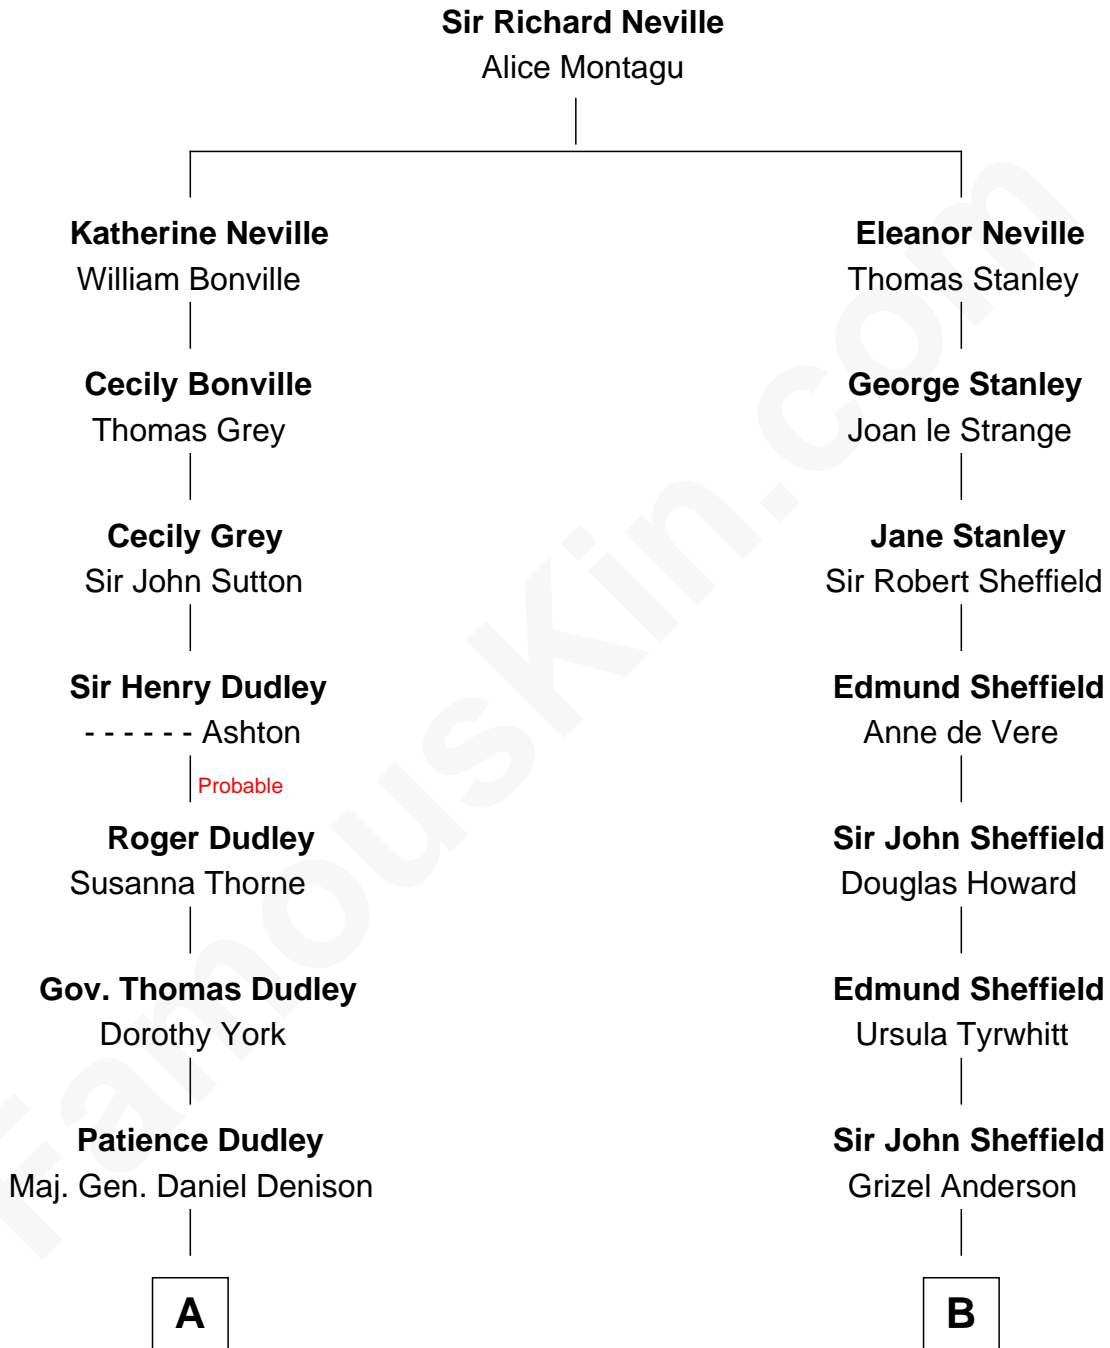 Sir Richard Neville
Alice Montagu
Katherine Neville
William Bonville
Eleanor Neville
Thomas Stanley
Cecily Bonville
Thomas Grey
George Stanley
Joan le Strange
Cecily Grey
Sir John Sutton
Jane Stanley
Sir Robert Sheffield
Sir Henry Dudley
- - - - - - Ashton
Edmund Sheffield
Anne de Vere
Probable
Roger Dudley
Susanna Thorne
Sir John Sheffield
Douglas Howard
Gov. Thomas Dudley
Dorothy York
Edmund Sheffield
Ursula Tyrwhitt
Patience Dudley
Maj. Gen. Daniel Denison
Sir John Sheffield
Grizel Anderson
A
B
FamousKin.com